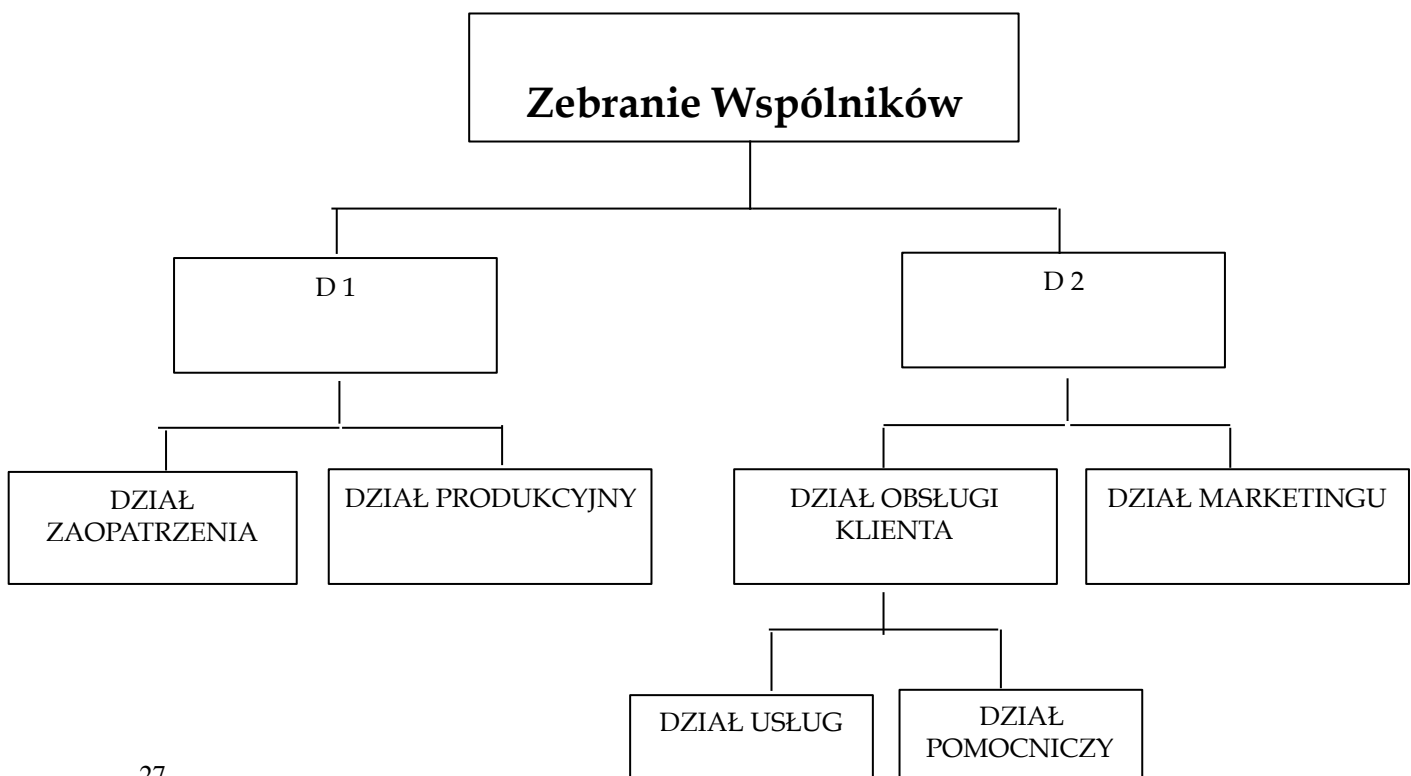 Zebranie Wspólników
D 1
D 2
DZIAŁ
ZAOPATRZENIA
DZIAŁ PRODUKCYJNY
DZIAŁ OBSŁUGI
KLIENTA
DZIAŁ MARKETINGU
DZIAŁ USŁUG
DZIAŁ
POMOCNICZY
27